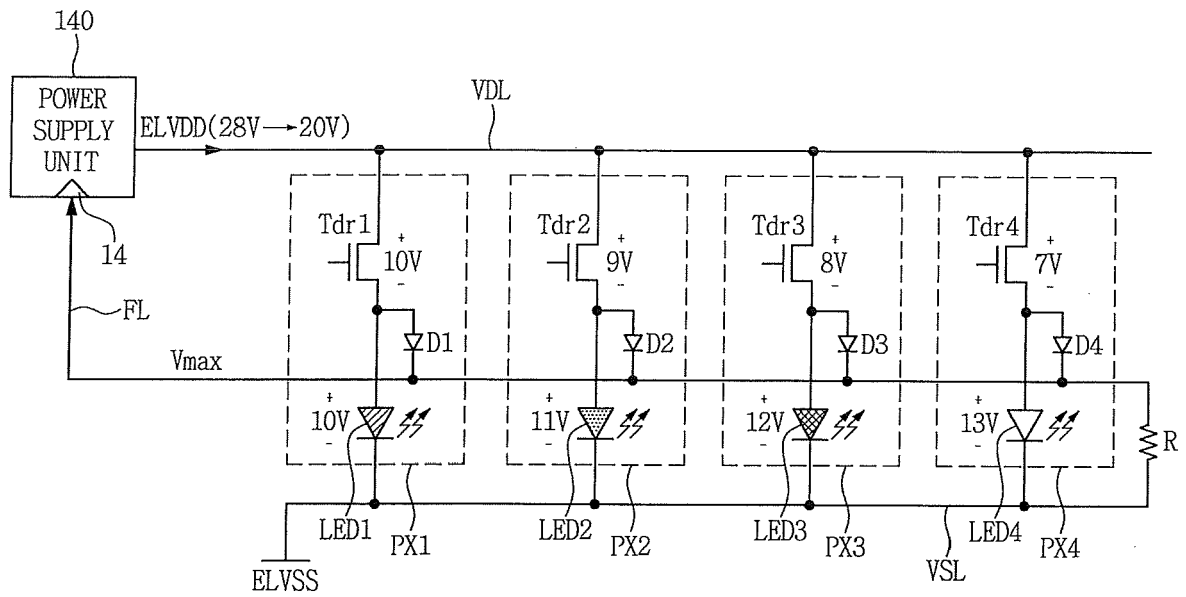 140
POWER
SUPPLY
UNIT
14
ELVDD(28V→20V)
VDL
FL
Vmax
Tdr1
+
10V
-
D1
+
10V
-
LED1
PX1
Tdr2
+
9V
-
D2
+
11V
-
LED2
PX2
Tdr3
+
8V
-
D3
+
12V
-
LED3
PX3
Tdr4
+
7V
-
D4
+
13V
-
LED4
PX4
R
VSL
ELVSS